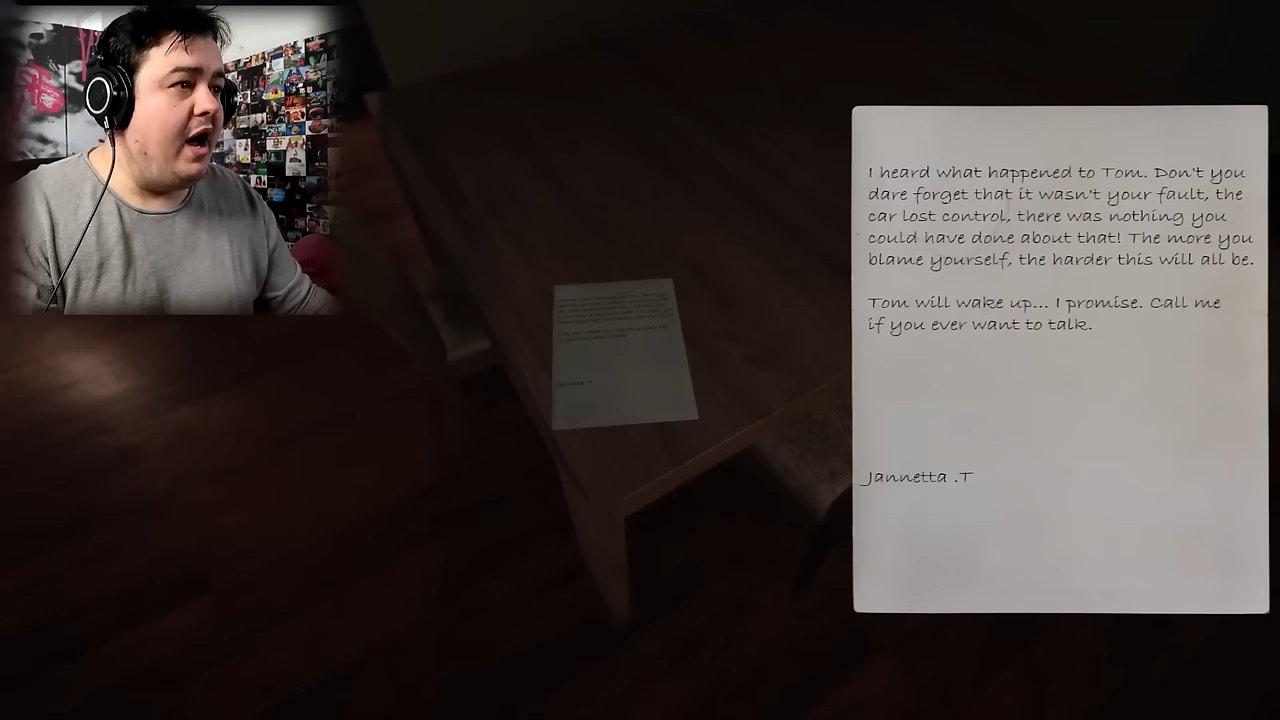 I heard what happened to Tom. Don't you
dare forget that it wasn't your fault, the
car lost control, there was nothing you
could have done about that! The more you
blame yourself, the harder this will all be.
Tom will wake up... I promise. Call me
if you ever want to talk.
Jannetta .T